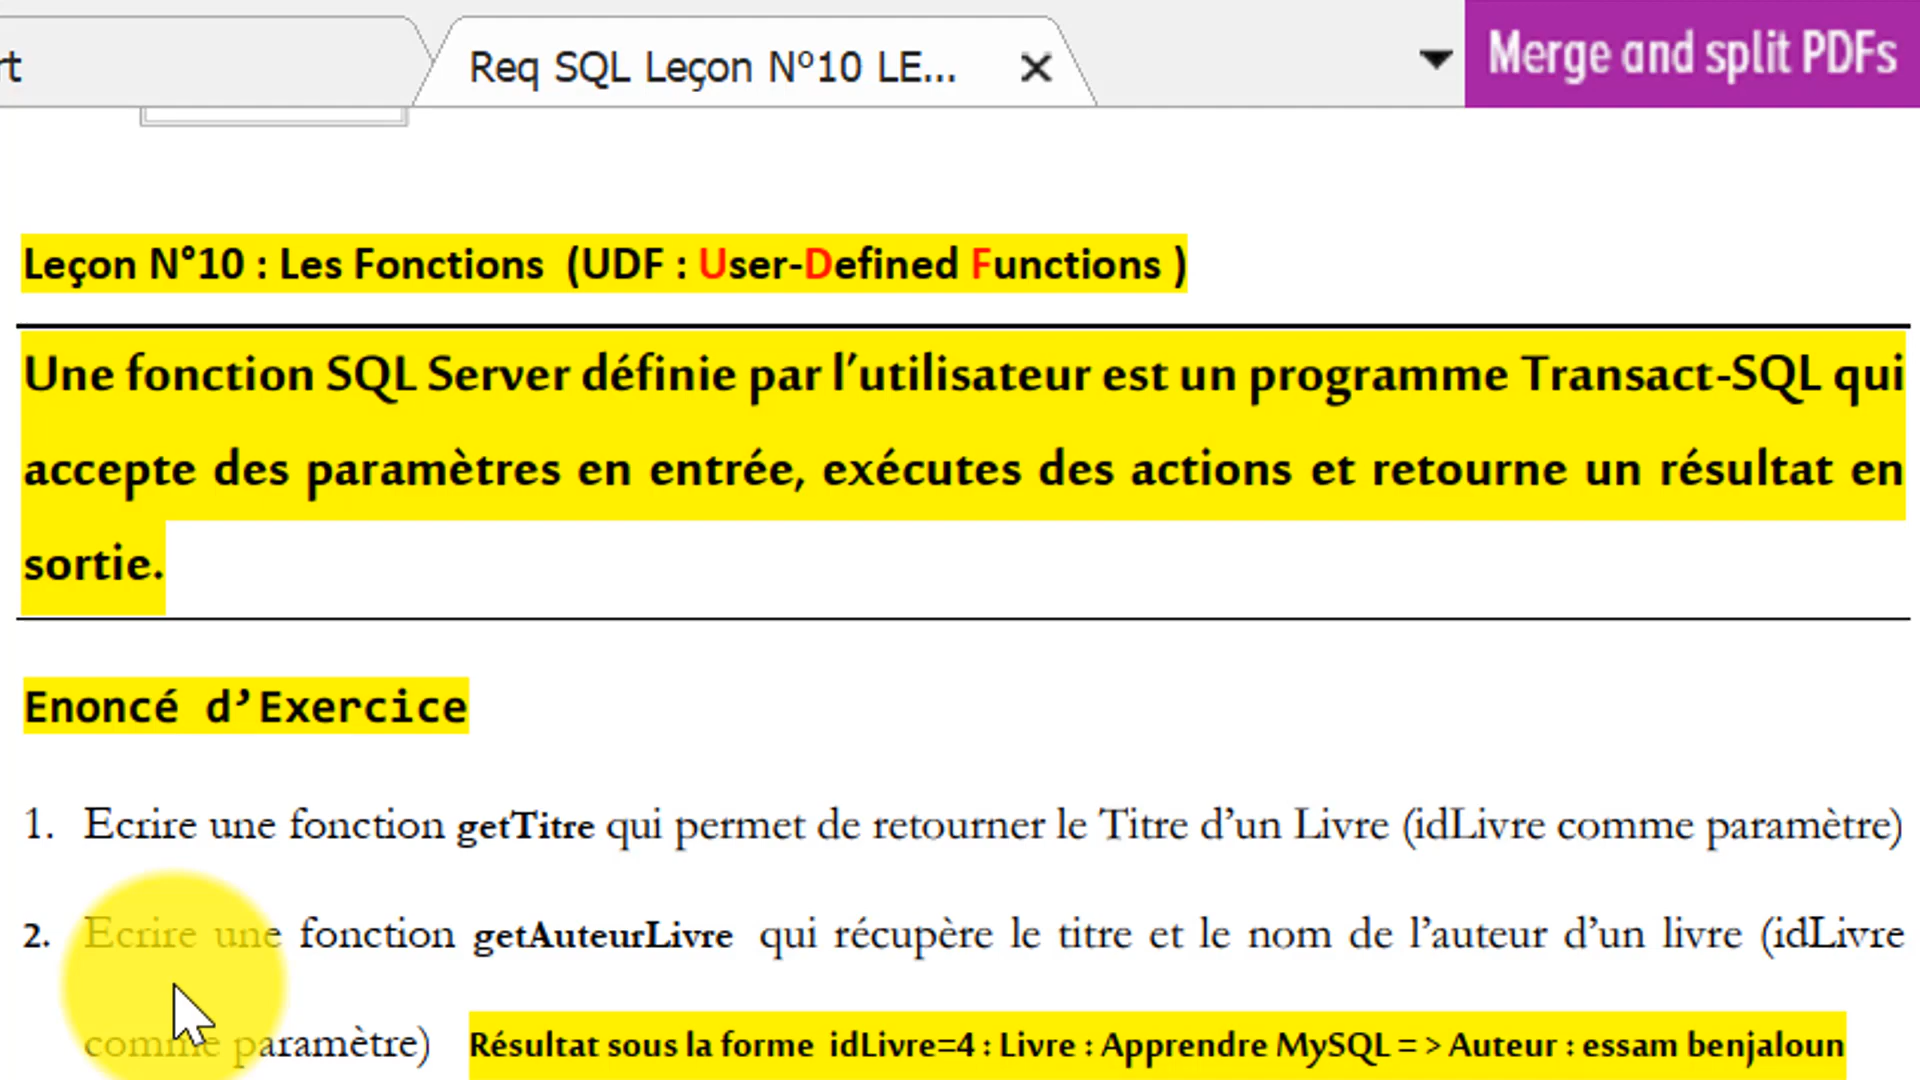 rt
Req SQL Leçon N°10 LE...
Merge and split PDFs
Leçon N°10 : Les Fonctions (UDF : User-Defined Functions )
Une fonction SQL Server définie par l’utilisateur est un programme Transact-SQL qui
accepte des paramètres en entrée, exécutes des actions et retourne un résultat en
sortie.
Enoncé d’Exercice
1. Ecrire une fonction getTitre qui permet de retourner le Titre d’un Livre (idLivre comme paramètre)
2. Ecrire une fonction getAuteurLivre qui récupère le titre et le nom de l’auteur d’un livre (idLivre
comme paramètre) Résultat sous la forme idLivre=4 : Livre : Apprendre MySQL = > Auteur : essam benjaloun